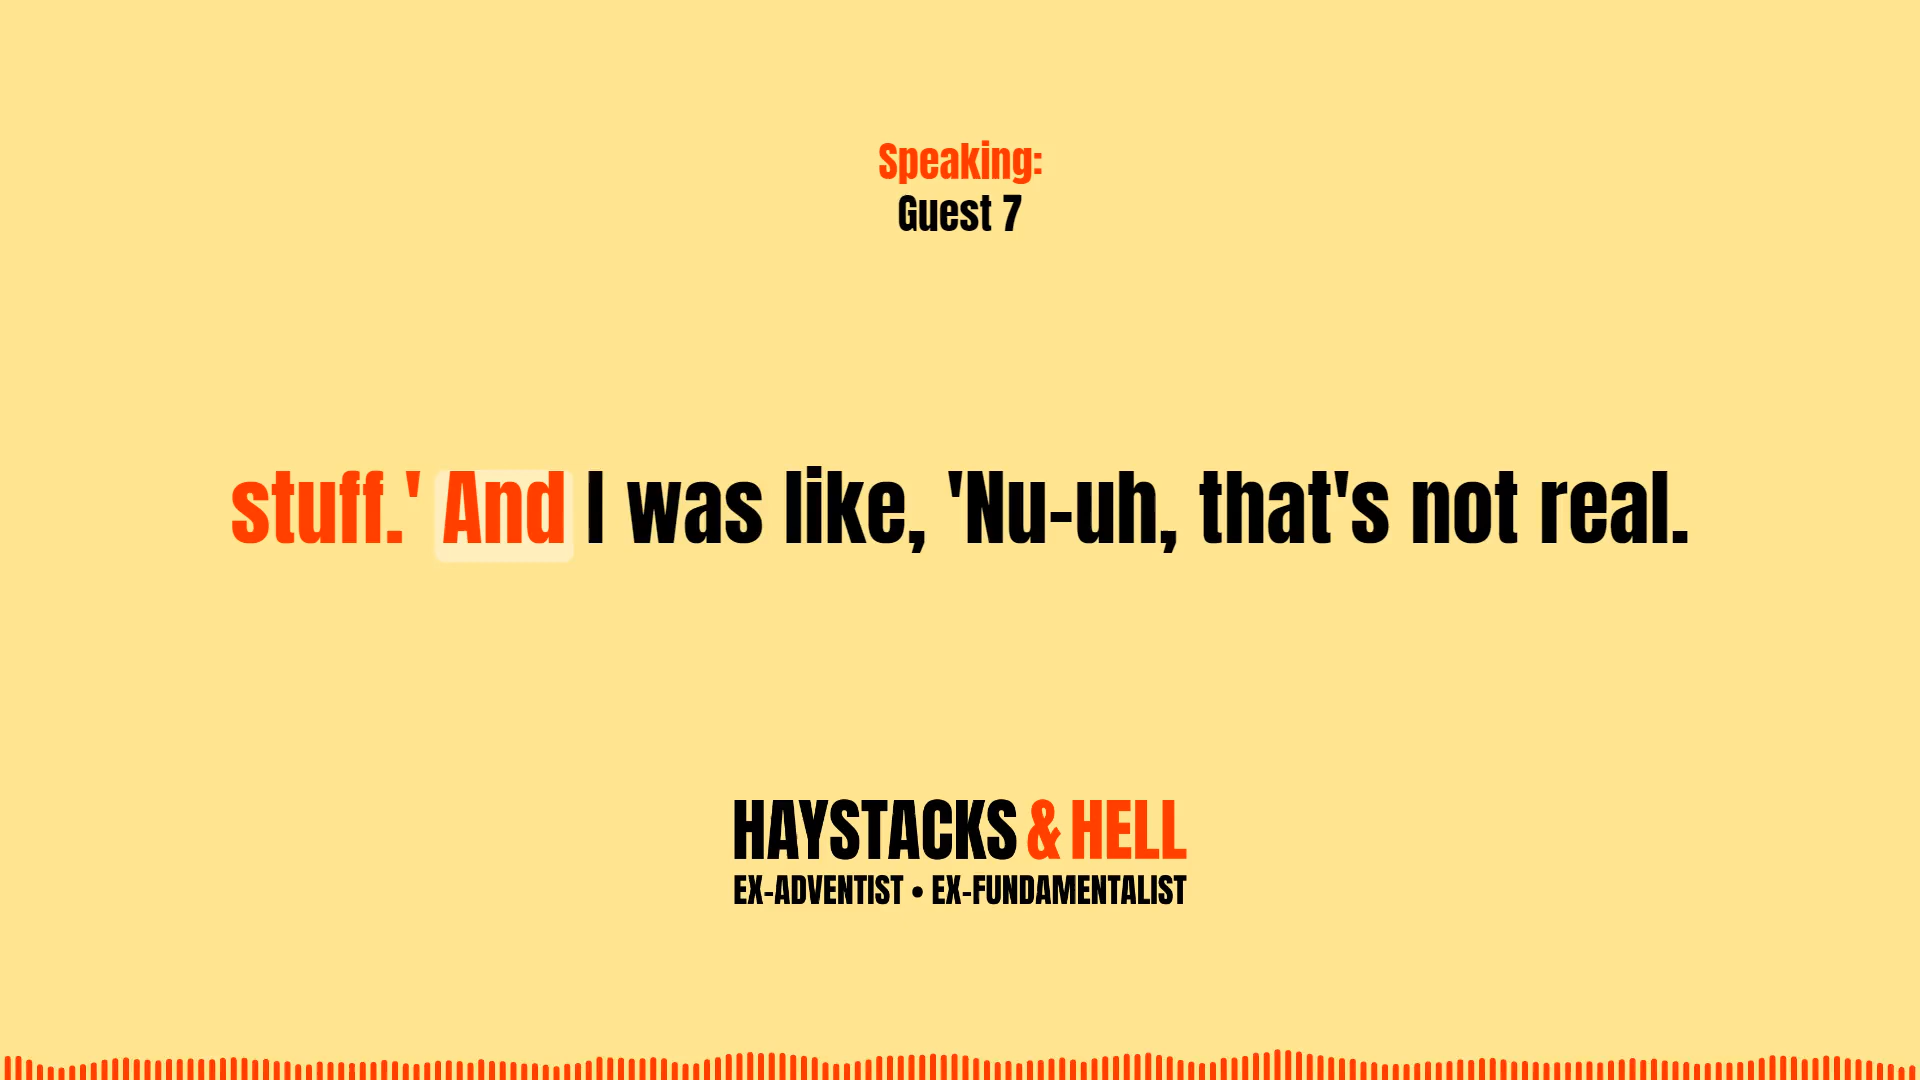 Speaking:
Guest 7
stuff.' And I was like, 'Nu-uh, that's not real.
HAYSTACKS & HELL
EX-ADVENTIST • EX-FUNDAMENTALIST